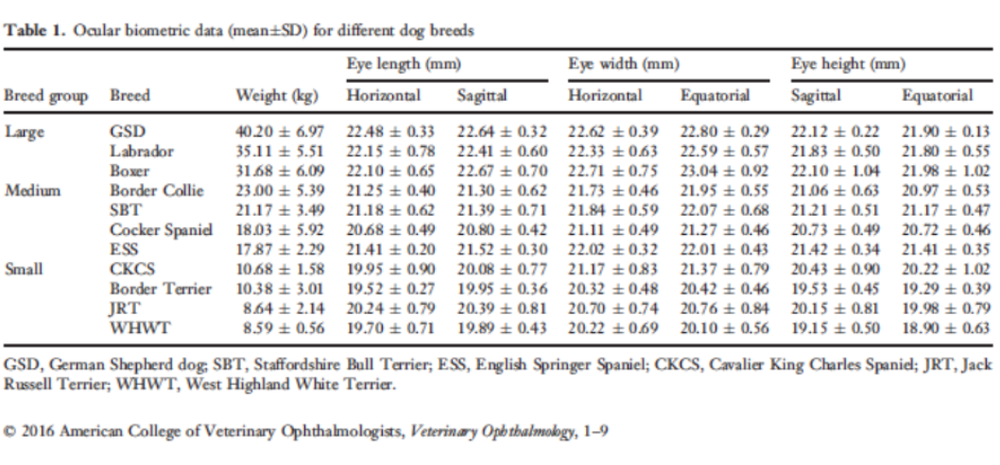 Table 1. Ocular biometric data (mean±SD) for different dog breeds
Eye length (mm) Eye width (mm) Eye height (mm)
Breed group Breed Weight (kg) Horizontal Sagittal Horizontal Equatorial Sagittal Equatorial
Large GSD 40.20 ± 6.97 22.48 ± 0.33 22.64 ± 0.32 22.62 ± 0.39 22.80 ± 0.29 22.12 ± 0.22 21.90 ± 0.13
Labrador 35.11 ± 5.51 22.15 ± 0.78 22.41 ± 0.60 22.33 ± 0.63 22.59 ± 0.57 21.83 ± 0.50 21.80 ± 0.55
Boxer 31.68 ± 6.09 22.10 ± 0.65 22.67 ± 0.70 22.71 ± 0.75 23.04 ± 0.92 22.10 ± 1.04 21.98 ± 1.02
Medium Border Collie 23.00 ± 5.39 21.25 ± 0.40 21.30 ± 0.62 21.73 ± 0.46 21.95 ± 0.55 21.06 ± 0.63 20.97 ± 0.53
SBT 21.17 ± 3.49 21.18 ± 0.62 21.39 ± 0.71 21.84 ± 0.59 22.07 ± 0.68 21.21 ± 0.51 21.17 ± 0.47
Cocker Spaniel 18.03 ± 5.92 20.68 ± 0.49 20.80 ± 0.42 21.11 ± 0.49 21.27 ± 0.46 20.73 ± 0.49 20.72 ± 0.46
ESS 17.87 ± 2.29 21.41 ± 0.20 21.52 ± 0.30 22.02 ± 0.32 22.01 ± 0.43 21.42 ± 0.34 21.41 ± 0.35
Small CKCS 10.68 ± 1.58 19.95 ± 0.90 20.08 ± 0.77 21.17 ± 0.83 21.37 ± 0.79 20.43 ± 0.90 20.22 ± 1.02
Border Terrier 10.38 ± 3.01 19.52 ± 0.27 19.95 ± 0.36 20.32 ± 0.48 20.42 ± 0.46 19.53 ± 0.45 19.29 ± 0.39
JRT 8.64 ± 2.14 20.24 ± 0.79 20.39 ± 0.81 20.70 ± 0.74 20.76 ± 0.84 20.15 ± 0.81 19.98 ± 0.79
WHWT 8.59 ± 0.56 19.70 ± 0.71 19.89 ± 0.43 20.22 ± 0.69 20.10 ± 0.56 19.15 ± 0.50 18.90 ± 0.63
GSD, German Shepherd dog; SBT, Staffordshire Bull Terrier; ESS, English Springer Spaniel; CKCS, Cavalier King Charles Spaniel; JRT, Jack
Russell Terrier; WHWT, West Highland White Terrier.
© 2016 American College of Veterinary Ophthalmologists, Veterinary Ophthalmology, 1–9